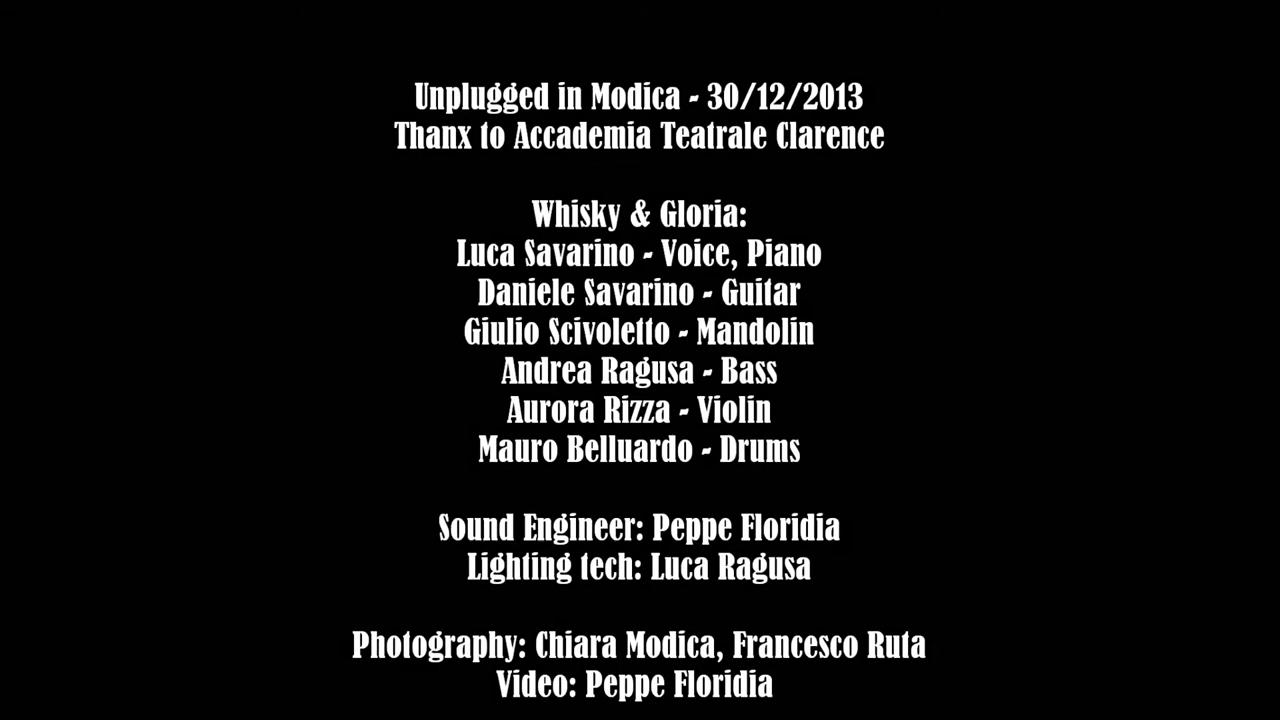 Unplugged in Modica - 30/12/2013
Thanx to Accademia Teatrale Clarence
Whisky & Gloria:
Luca Savarino - Voice, Piano
Daniele Savarino - Guitar
Giulio Scivoletto - Mandolin
Andrea Ragusa - Bass
Aurora Rizza - Violin
Mauro Belluardo - Drums
Sound Engineer: Peppe Floridia
Lighting tech: Luca Ragusa
Photography: Chiara Modica, Francesco Ruta
Video: Peppe Floridia